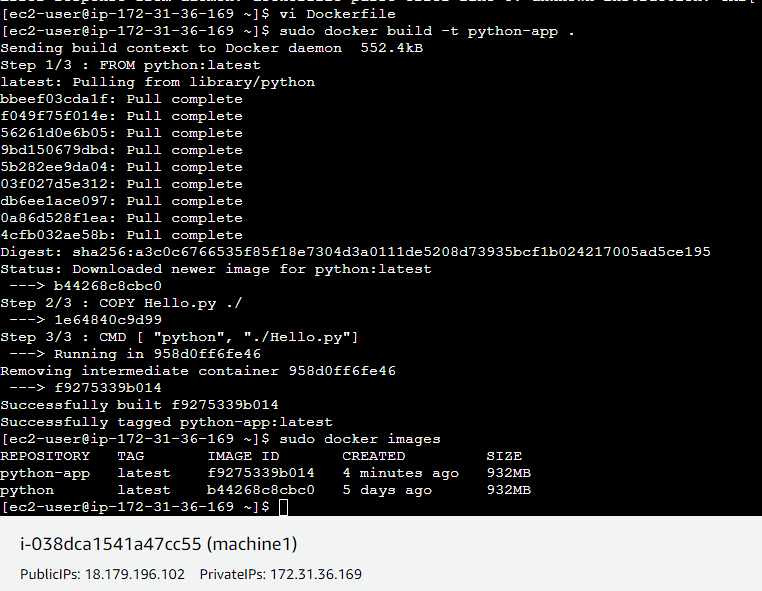 [ec2-user@ip-172-31-36-169 ~]$ vi Dockerfile
[ec2-user@ip-172-31-36-169 ~]$ sudo docker build -t python-app .
Sending build context to Docker daemon  552.4kB
Step 1/3 : FROM python:latest
latest: Pulling from library/python
bbeef03cda1f: Pull complete
f049f75f014e: Pull complete
56261d0e6b05: Pull complete
9bd150679dbd: Pull complete
5b282ee9da04: Pull complete
03f027d5e312: Pull complete
db6ee1ace097: Pull complete
0a86d528f1ea: Pull complete
4cfb032ae58b: Pull complete
Digest: sha256:a3c0c6766535f85f18e7304d3a0111de5208d73935bcf1b024217005ad5ce195
Status: Downloaded newer image for python:latest
 ---> b44268c8cbc0
Step 2/3 : COPY Hello.py ./
 ---> 1e64840c9d99
Step 3/3 : CMD [ "python", "./Hello.py"]
 ---> Running in 958d0ff6fe46
Removing intermediate container 958d0ff6fe46
 ---> f9275339b014
Successfully built f9275339b014
Successfully tagged python-app:latest
[ec2-user@ip-172-31-36-169 ~]$ sudo docker images
REPOSITORY   TAG       IMAGE ID       CREATED         SIZE
python-app   latest    f9275339b014   4 minutes ago   932MB
python       latest    b44268c8cbc0   5 days ago      932MB
[ec2-user@ip-172-31-36-169 ~]$
i-038dca1541a47cc55 (machine1)
PublicIPs: 18.179.196.102   PrivateIPs: 172.31.36.169